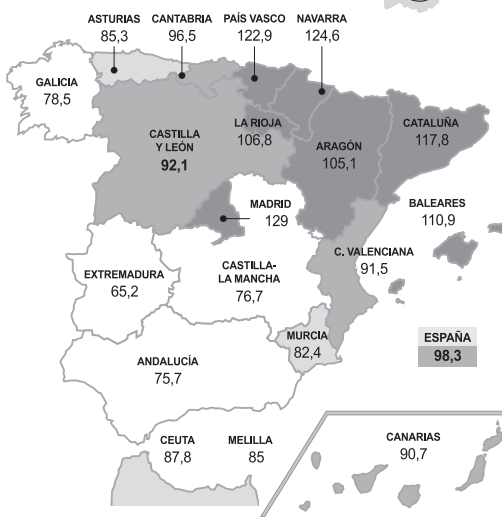 ASTURIAS
85,3
CANTABRIA
96,5
PAÍS VASCO
122,9
NAVARRA
124,6
GALICIA
78,5
CASTILLA
Y LEÓN
92,1
LA RIOJA
106,8
ARAGÓN
105,1
CATALUÑA
117,8
MADRID
129
BALEARES
110,9
EXTREMADURA
65,2
CASTILLA-
LA MANCHA
76,7
C. VALENCIANA
91,5
MURCIA
82,4
ANDALUCÍA
75,7
ESPAÑA
98,3
CEUTA
87,8
MELILLA
85
CANARIAS
90,7